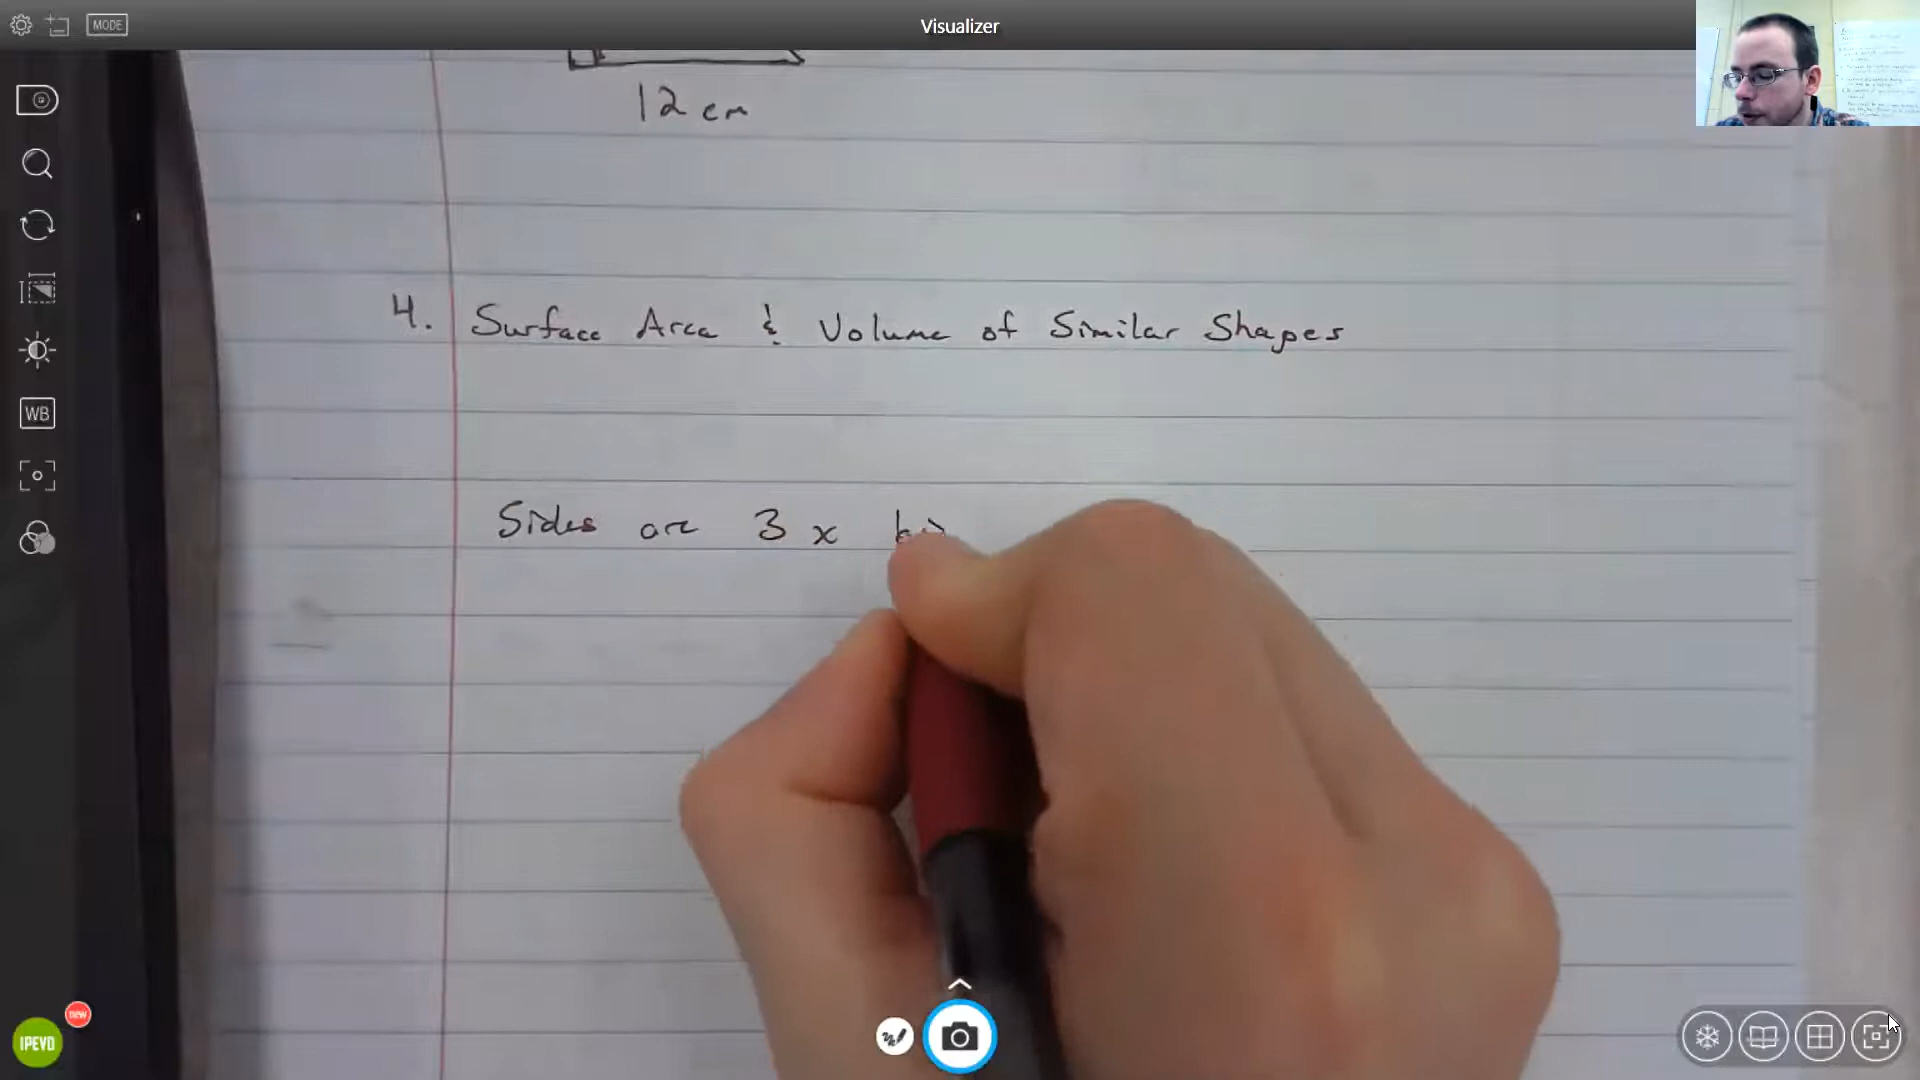 MODE
Visualizer
12 cm
4. Surface Area & Volume of Similar Shapes
WB
Sides are 3 x
new
IPEVO